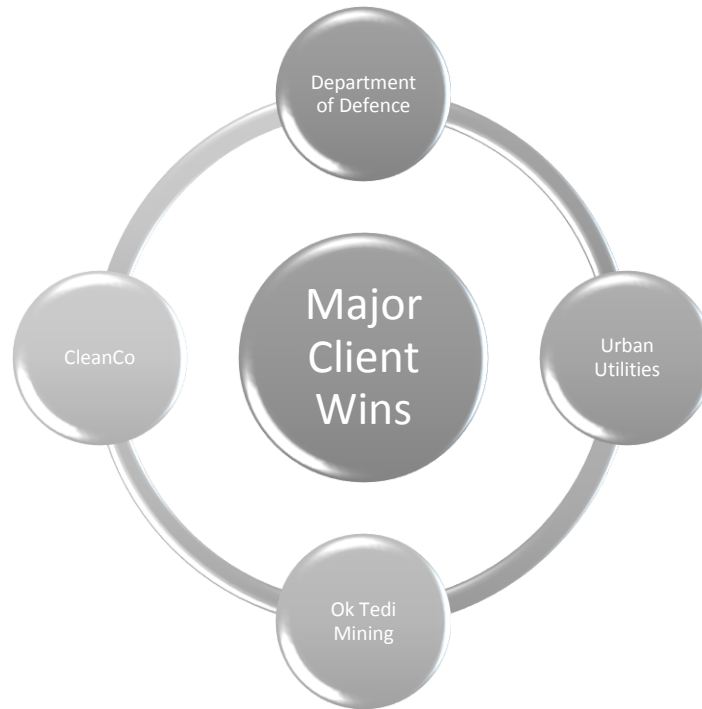 Department
of Defence
Major
Client
Wins
CleanCo
Urban
Utilities
Ok Tedi
Mining